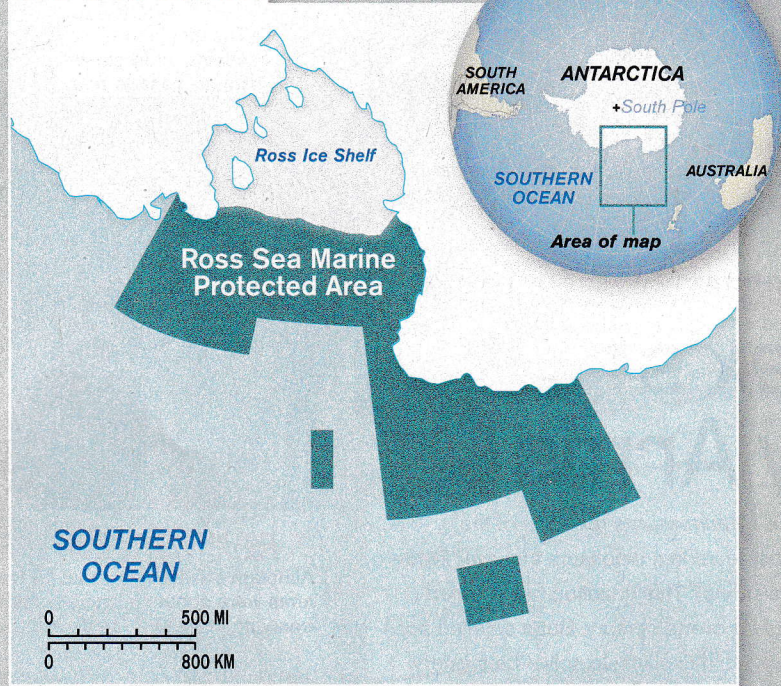 SOUTH
AMERICA
ANTARCTICA
+South Pole
SOUTHERN
OCEAN
AUSTRALIA
Area of map
Ross Ice Shelf
Ross Sea Marine
Protected Area
SOUTHERN
OCEAN
0 500 MI
0 800 KM